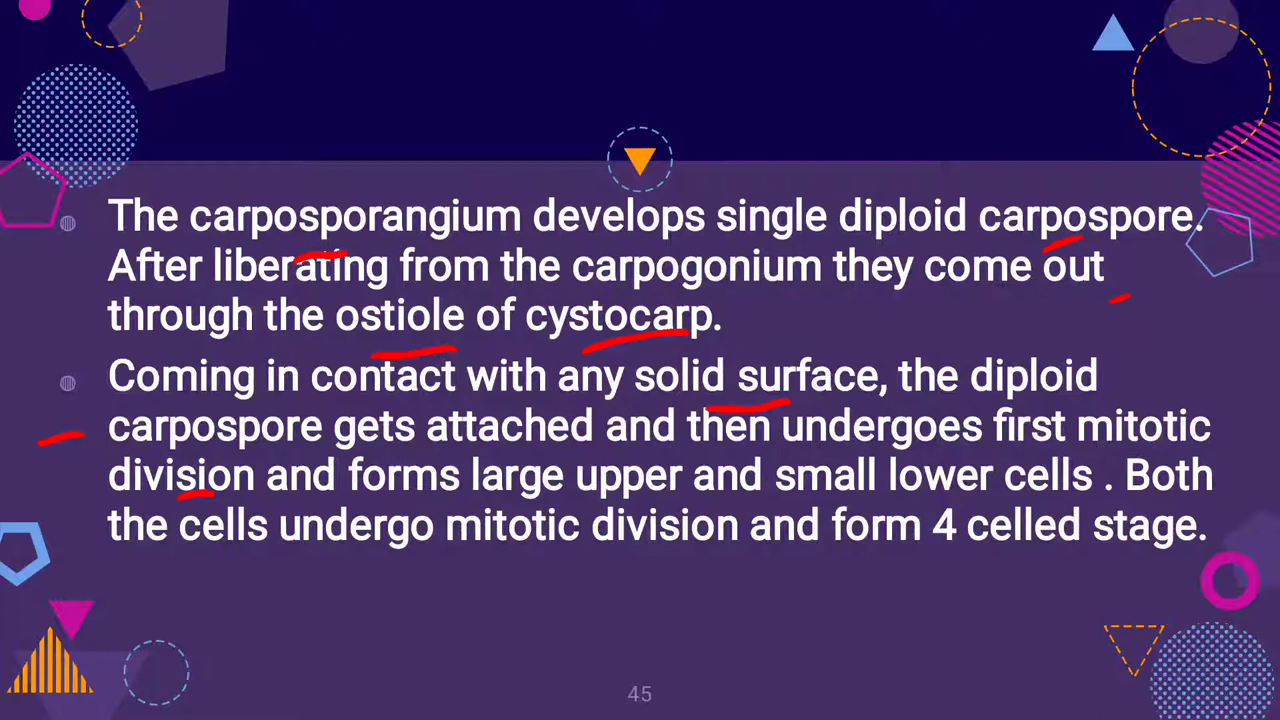 The carposporangium develops single diploid carpospore.
After liberating from the carpogonium they come out
through the ostiole of cystocarp.
Coming in contact with any solid surface, the diploid
carpospore gets attached and then undergoes first mitotic
division and forms large upper and small lower cells . Both
the cells undergo mitotic division and form 4 celled stage.
45